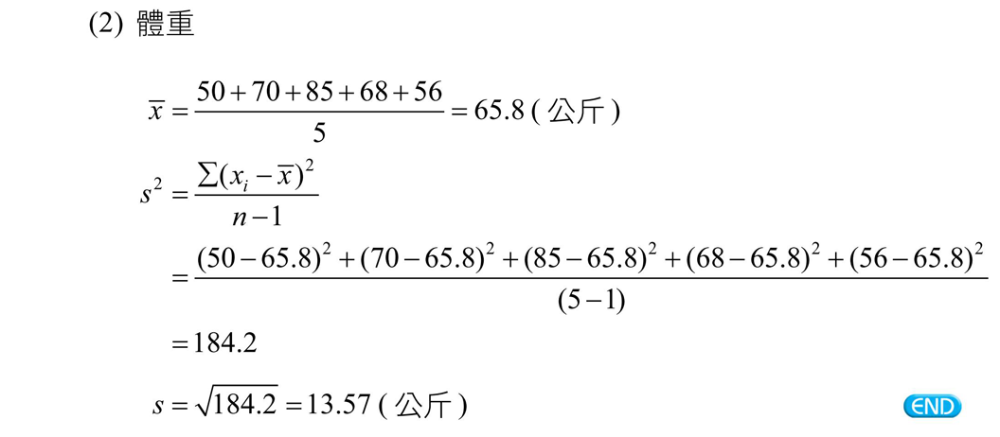 (2) 體重
x̄ = (50+70+85+68+56)/5 = 65.8 ( 公斤 )
s² = Σ(xᵢ − x̄)²/(n−1)
= ((50−65.8)² + (70−65.8)² + (85−65.8)² + (68−65.8)² + (56−65.8)²)/(5−1)
= 184.2
s = √184.2 = 13.57 ( 公斤 )
END